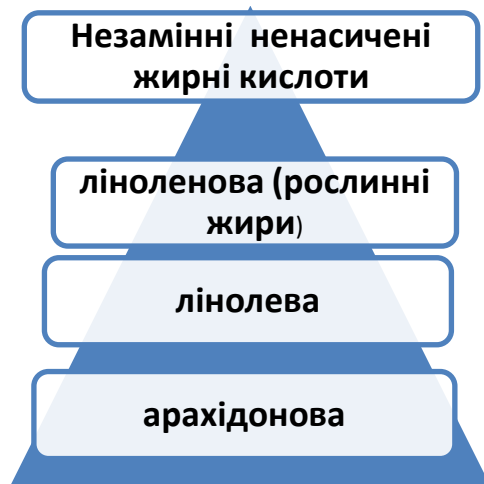 Незамінні ненасичені
жирні кислоти
ліноленова (рослинні
жири)
лінолева
арахідонова